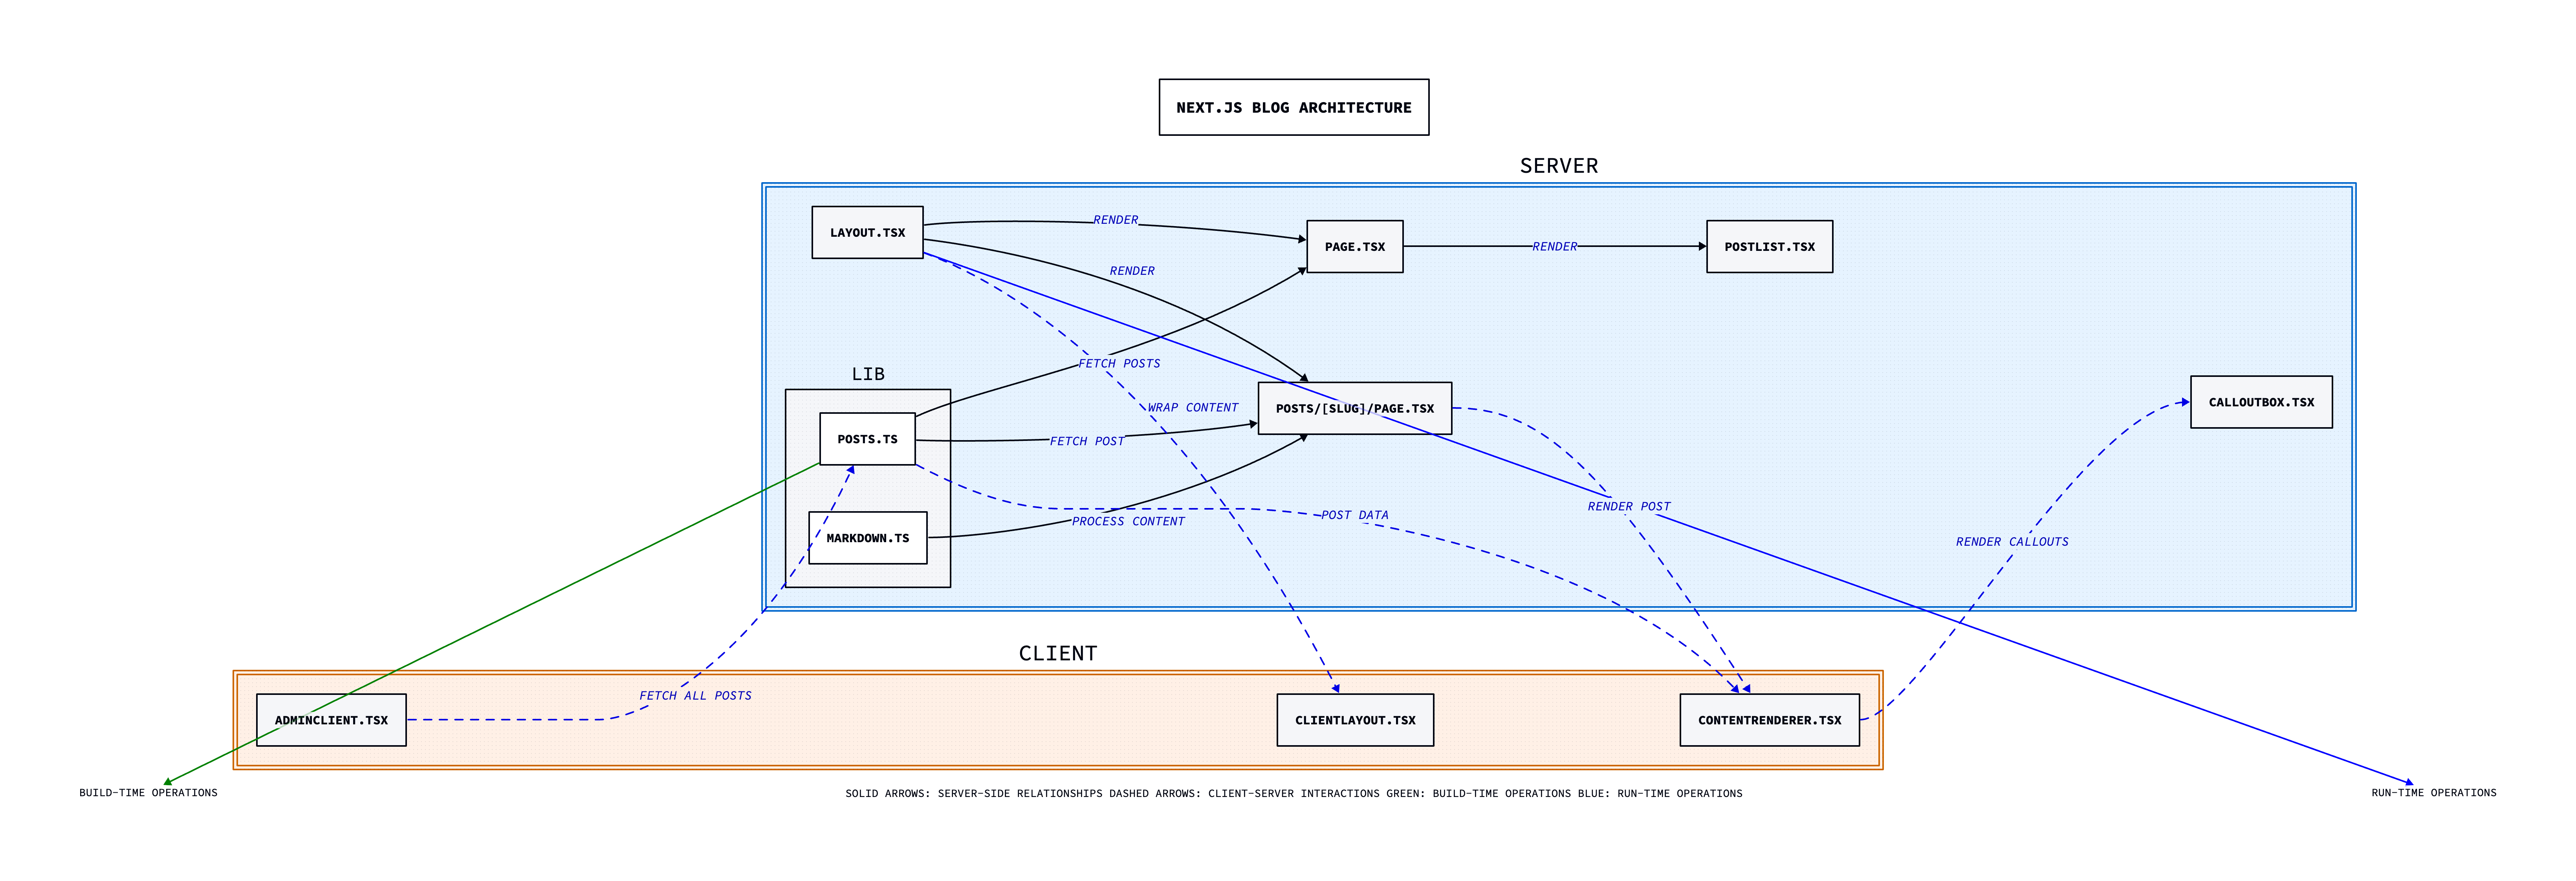 NEXT.JS BLOG ARCHITECTURE
SERVER
LAYOUT.TSX
RENDER
PAGE.TSX
RENDER
POSTLIST.TSX
RENDER
FETCH POSTS
LIB
WRAP CONTENT
POSTS/[SLUG]/PAGE.TSX
CALLOUTBOX.TSX
POSTS.TS
FETCH POST
RENDER POST
POST DATA
PROCESS CONTENT
MARKDOWN.TS
RENDER CALLOUTS
CLIENT
FETCH ALL POSTS
ADMINCLIENT.TSX
CLIENTLAYOUT.TSX
CONTENTRENDERER.TSX
BUILD-TIME OPERATIONS
SOLID ARROWS: SERVER-SIDE RELATIONSHIPS DASHED ARROWS: CLIENT-SERVER INTERACTIONS GREEN: BUILD-TIME OPERATIONS BLUE: RUN-TIME OPERATIONS
RUN-TIME OPERATIONS